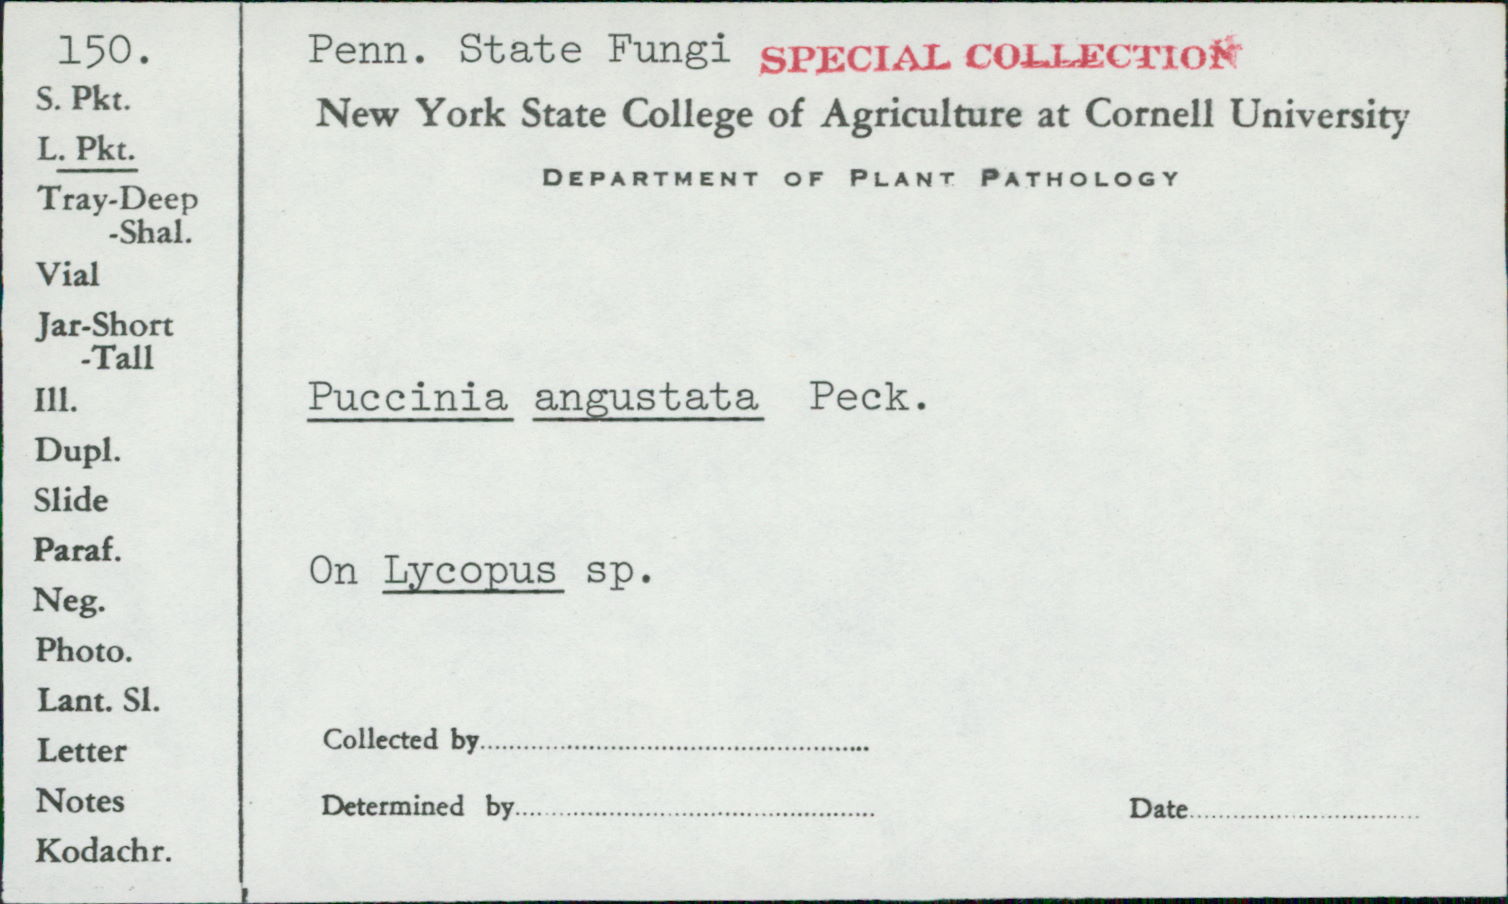 150.
S. Pkt.
L. Pkt.
Tray-Deep
-Shal.
Vial
Jar-Short
-Tall
Ill.
Dupl.
Slide
Paraf.
Neg.
Photo.
Lant. Sl.
Letter
Notes
Kodachr.
Penn. State Fungi SPECIAL COLLECTION
New York State College of Agriculture at Cornell University
DEPARTMENT OF PLANT PATHOLOGY
Puccinia angustata Peck.
On Lycopus sp.
Collected by
Determined by
Date